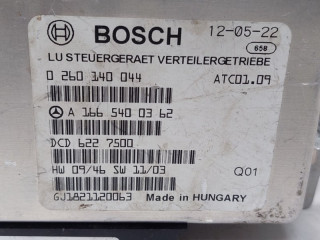 BOSCH 12-05-22
658
LU STEUERGERAET VERTEILERGETRIEBE
0 260 140 044 ATC01.09
A 166 540 03 62
DCD 622 7500
HW 09/46 SW 11/03 Q01
GJ1821120063 Made in HUNGARY